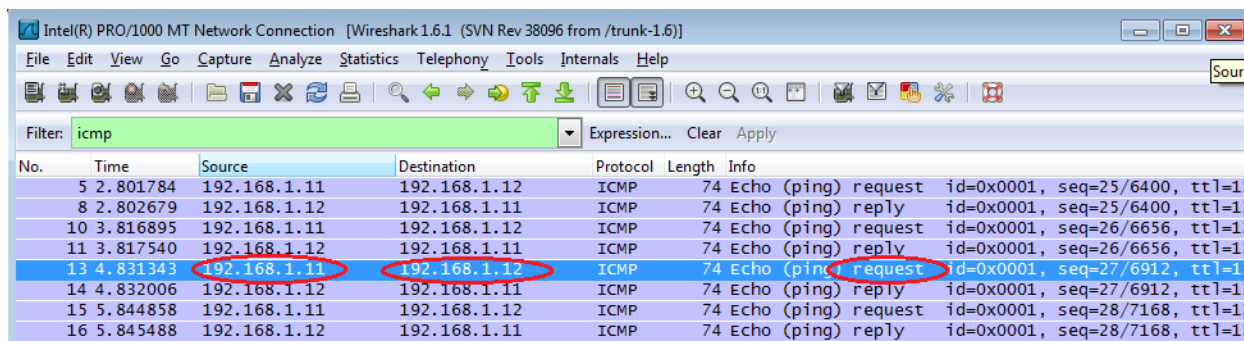 Intel(R) PRO/1000 MT Network Connection [Wireshark 1.6.1 (SVN Rev 38096 from /trunk-1.6)]
File Edit View Go Capture Analyze Statistics Telephony Tools Internals Help
Sour
Filter: icmp Expression... Clear Apply
No. Time Source Destination Protocol Length Info
5 2.801784 192.168.1.11 192.168.1.12 ICMP 74 Echo (ping) request id=0x0001, seq=25/6400, ttl=1
8 2.802679 192.168.1.12 192.168.1.11 ICMP 74 Echo (ping) reply id=0x0001, seq=25/6400, ttl=1
10 3.816895 192.168.1.11 192.168.1.12 ICMP 74 Echo (ping) request id=0x0001, seq=26/6656, ttl=1
11 3.817540 192.168.1.12 192.168.1.11 ICMP 74 Echo (ping) reply id=0x0001, seq=26/6656, ttl=1
13 4.831343 192.168.1.11 192.168.1.12 ICMP 74 Echo (ping) request id=0x0001, seq=27/6912, ttl=1
14 4.832006 192.168.1.12 192.168.1.11 ICMP 74 Echo (ping) reply id=0x0001, seq=27/6912, ttl=1
15 5.844858 192.168.1.11 192.168.1.12 ICMP 74 Echo (ping) request id=0x0001, seq=28/7168, ttl=1
16 5.845488 192.168.1.12 192.168.1.11 ICMP 74 Echo (ping) reply id=0x0001, seq=28/7168, ttl=1